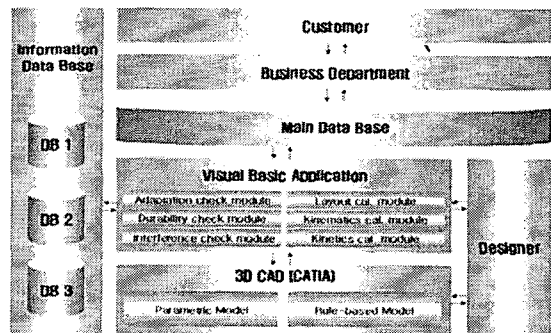 Customer
Information
Data Base
Business Department
Main Data Base
DB 1
Visual Basic Application
Adaptation check module
Layout cal. module
DB 2
Durability check module
Kinematics cal. module
Interference check module
Kinetics cal. module
Designer
3D CAD (CATIA)
DB 3
Parametric Model
Rule-based Model